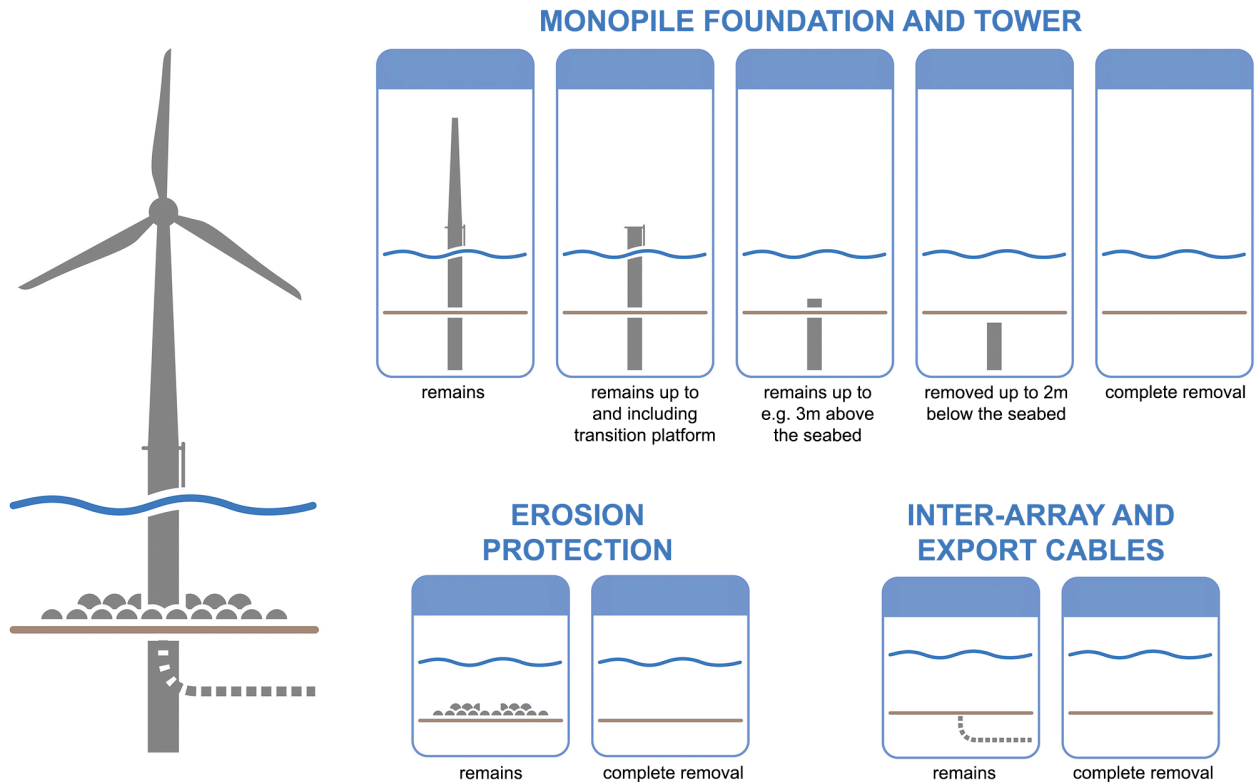 MONOPILE FOUNDATION AND TOWER
remains
remains up to
and including
transition platform
remains up to
e.g. 3m above
the seabed
removed up to 2m
below the seabed
complete removal
EROSION
PROTECTION
remains
complete removal
INTER-ARRAY AND
EXPORT CABLES
remains
complete removal